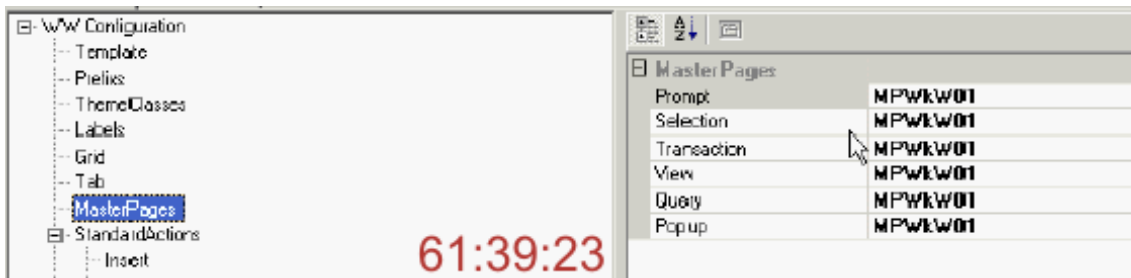 WW Configuration
Template
Prefixs
ThemeClasses
Labels
Grid
Tab
MasterPages
StandardActions
Insert
61:39:23
MasterPages
Prompt MPWkW01
Selection MPWkW01
Transaction MPWkW01
View MPWkW01
Query MPWkW01
Popup MPWkW01